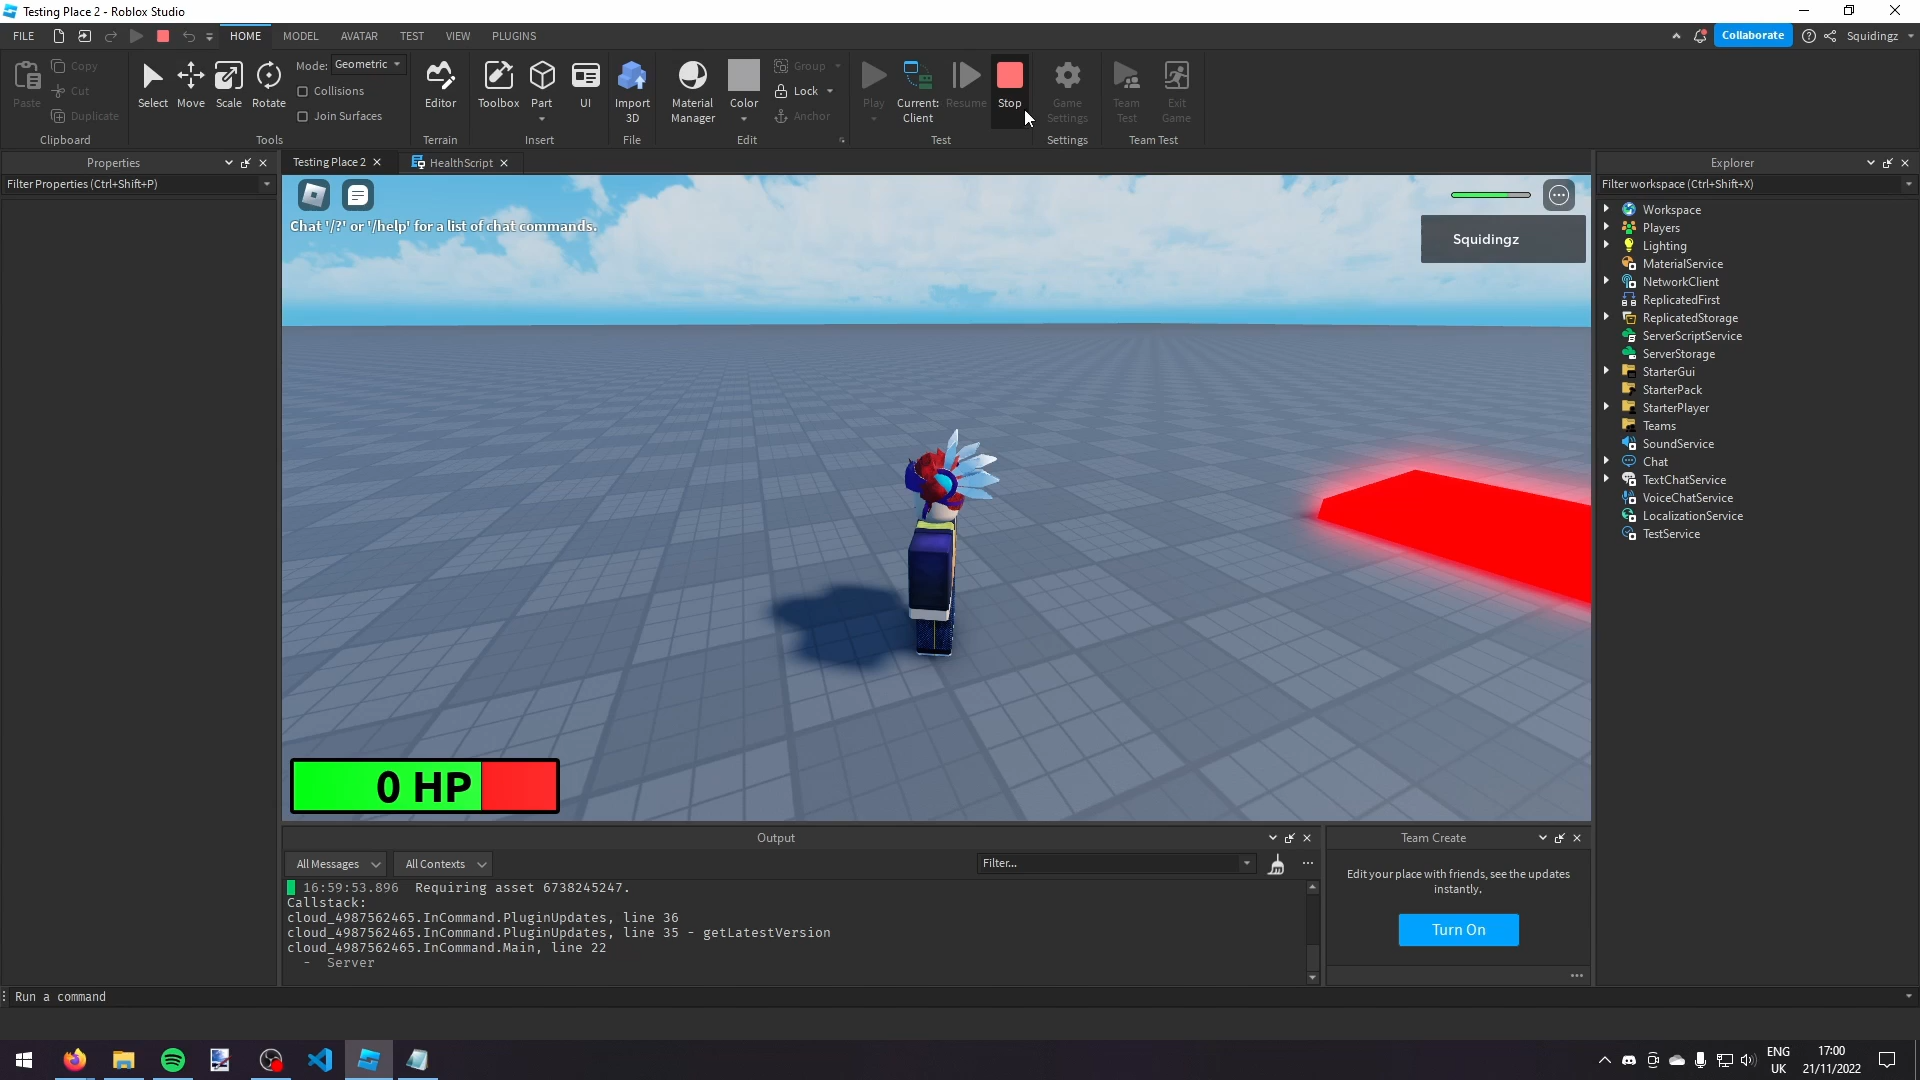 Testing Place 2 - Roblox Studio
FILE
HOME
MODEL
AVATAR
TEST
VIEW
PLUGINS
Collaborate
Squidingz
Paste
Copy
Cut
Duplicate
Clipboard
Select
Move
Scale
Rotate
Mode: Geometric
Collisions
Join Surfaces
Tools
Editor
Terrain
Toolbox
Part
UI
Insert
Import
3D
File
Material
Manager
Color
Group
Lock
Anchor
Edit
Play
Current:
Client
Resume
Stop
Test
Game
Settings
Settings
Team
Test
Exit
Game
Team Test
Properties
Filter Properties (Ctrl+Shift+P)
Testing Place 2
HealthScript
Chat '/?' or '/help' for a list of chat commands.
Squidingz
0 HP
Explorer
Filter workspace (Ctrl+Shift+X)
Workspace
Players
Lighting
MaterialService
NetworkClient
ReplicatedFirst
ReplicatedStorage
ServerScriptService
ServerStorage
StarterGui
StarterPack
StarterPlayer
Teams
SoundService
Chat
TextChatService
VoiceChatService
LocalizationService
TestService
Output
All Messages
All Contexts
Filter...
16:59:53.896 Requiring asset 6738245247.
Callstack:
cloud_4987562465.InCommand.PluginUpdates, line 36
cloud_4987562465.InCommand.PluginUpdates, line 35 - getLatestVersion
cloud_4987562465.InCommand.Main, line 22
- Server
Team Create
Edit your place with friends, see the updates
instantly.
Turn On
Run a command
ENG
UK
17:00
21/11/2022